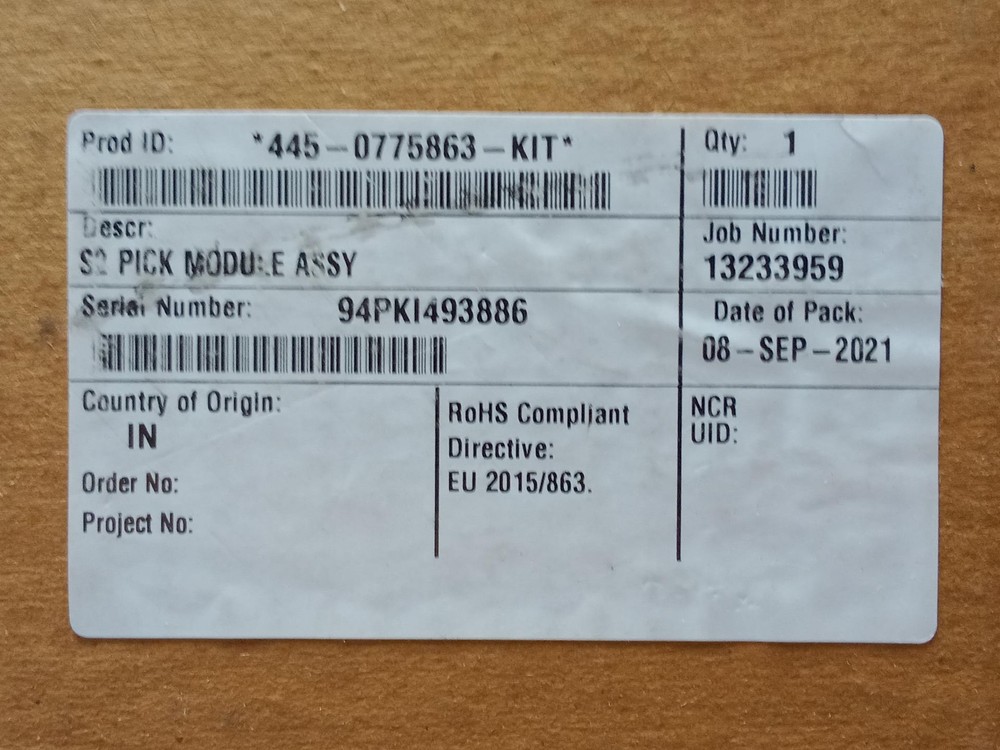 Prod ID: *445-0775863-KIT*
Qty: 1
Descr:
S2 PICK MODULE ASSY
Job Number:
13233959
Serial Number: 94PKI493886
Date of Pack:
08-SEP-2021
Country of Origin:
IN
Order No:
Project No:
RoHS Compliant
Directive:
EU 2015/863.
NCR
UID: